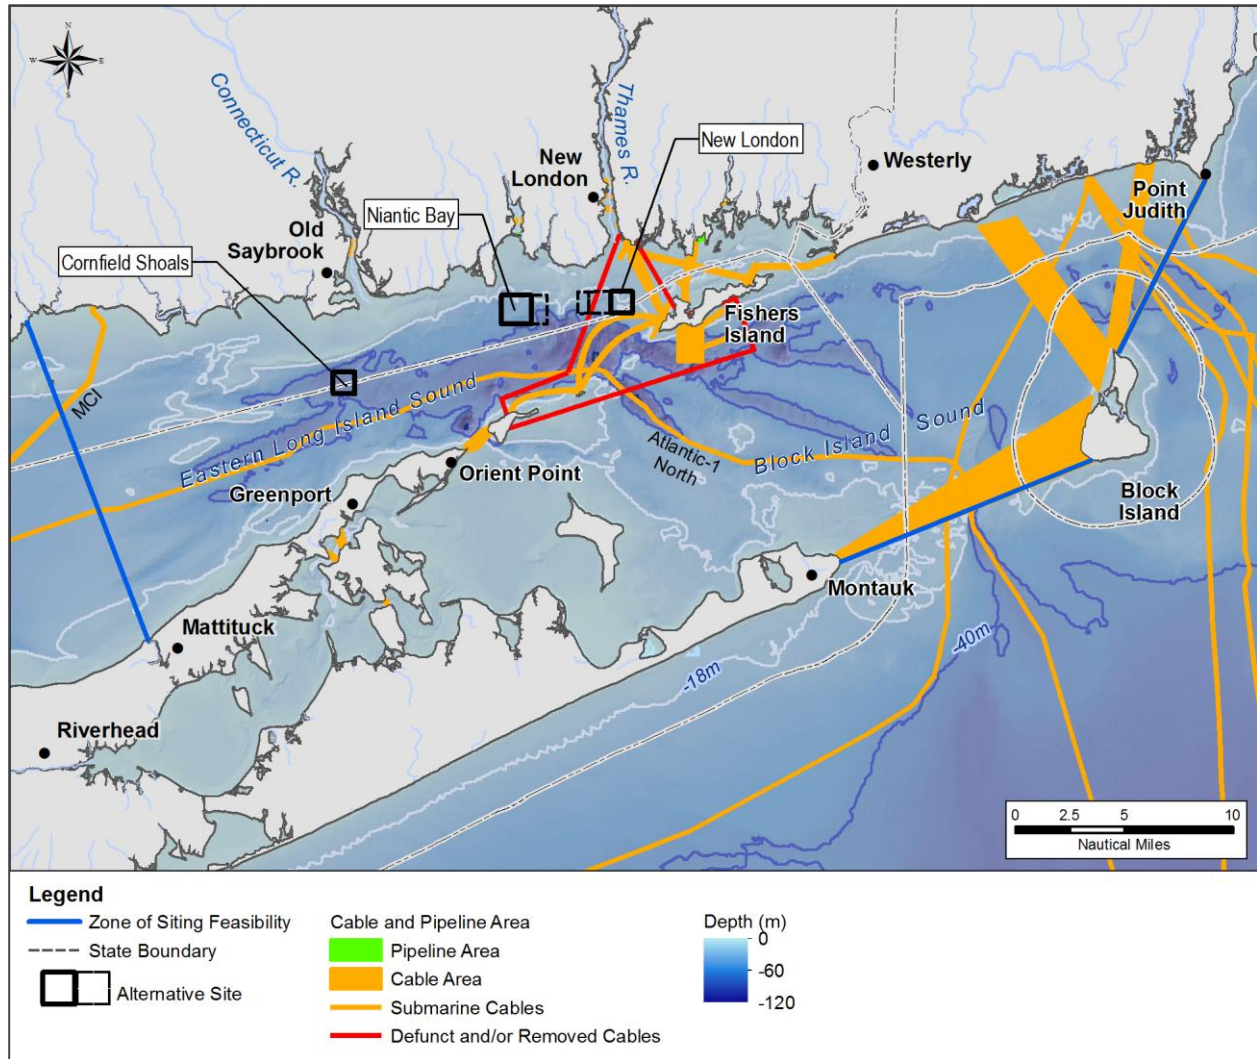 N
W
E
S
Connecticut R.
Thames R.
New London
New
London
Westerly
Niantic Bay
Point
Judith
Old
Saybrook
Cornfield Shoals
Fishers
Island
MCI
Eastern Long Island Sound
Atlantic-1
North
Block Island Sound
Orient Point
Greenport
Block
Island
Montauk
Mattituck
-40m
-18m
Riverhead
0 2.5 5 10
Nautical Miles
Legend
Zone of Siting Feasibility
State Boundary
Alternative Site
Cable and Pipeline Area
Pipeline Area
Cable Area
Submarine Cables
Defunct and/or Removed Cables
Depth (m)
0
-60
-120